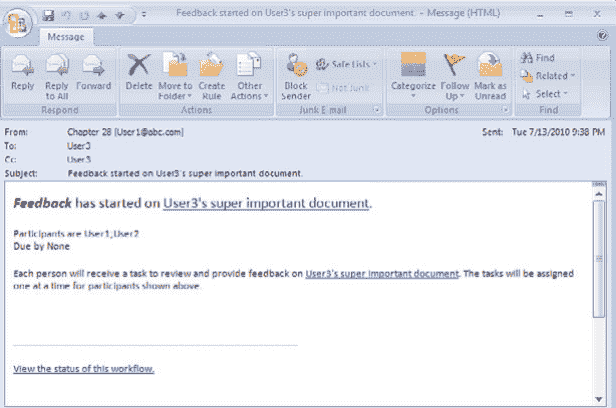 Feedback started on User3's super important document. - Message (HTML)
Message
Reply Reply to All Forward Delete Move to Folder Create Rule Other Actions Block Sender Safe Lists Not Junk Categorize Follow Up Mark as Unread Find Related Select
Respond Actions Junk E-mail Options Find
From: Chapter 28 [User1@abc.com] Sent: Tue 7/13/2010 9:38 PM
To: User3
Cc: User3
Subject: Feedback started on User3's super important document.
Feedback has started on User3's super important document.
Participants are User1,User2
Due by None
Each person will receive a task to review and provide feedback on User3's super important document. The tasks will be assigned
one at a time for participants shown above.
View the status of this workflow.